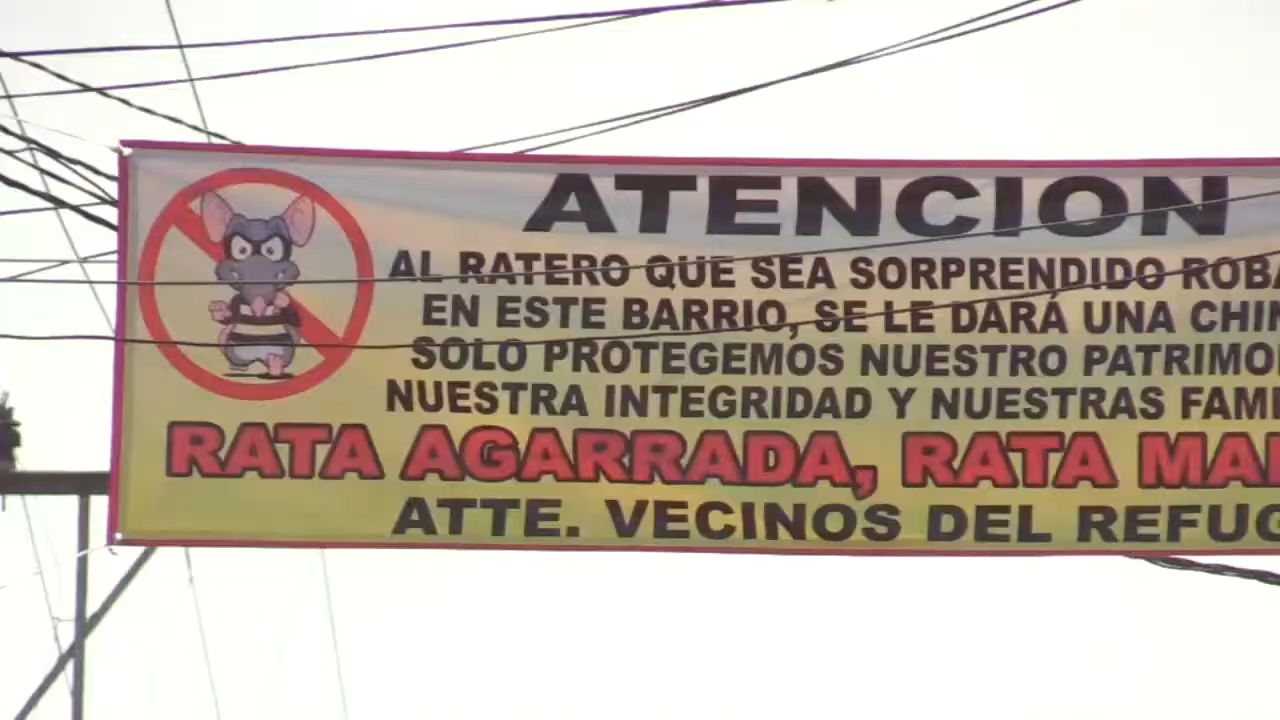 ATENCION
AL RATERO QUE SEA SORPRENDIDO
EN ESTE BARRIO, SE LE DARÁ UNA
SOLO PROTEGEMOS NUESTRO
NUESTRA INTEGRIDAD Y NUESTRAS
RATA AGARRADA, RATA
ATTE. VECINOS DEL